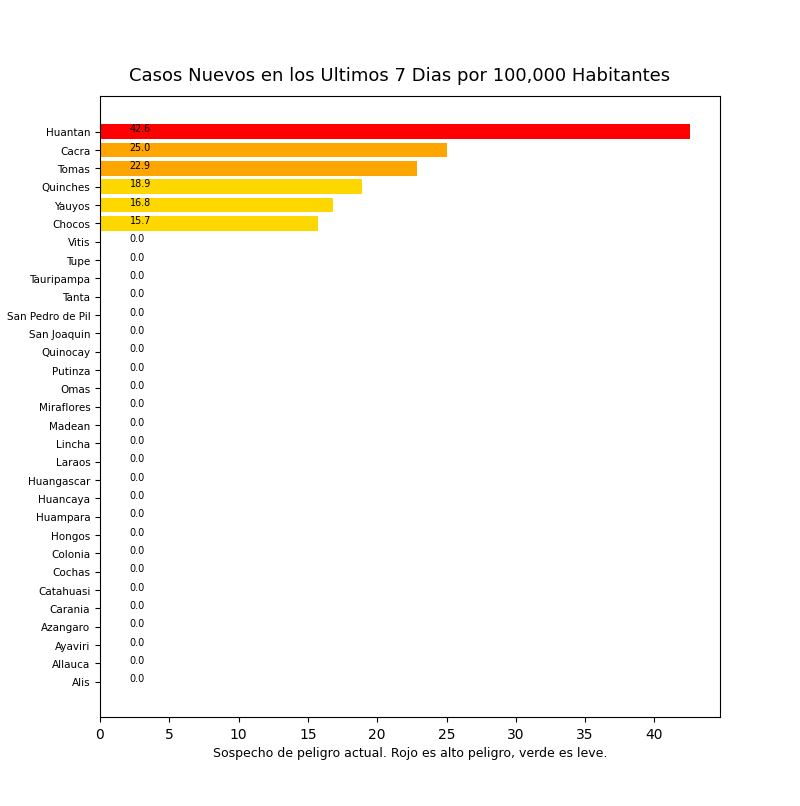 Casos Nuevos en los Ultimos 7 Dias por 100,000 Habitantes
Huantan 42.6
Cacra 25.0
Tomas 22.9
Quinches 18.9
Yauyos 16.8
Chocos 15.7
Vitis 0.0
Tupe 0.0
Tauripampa 0.0
Tanta 0.0
San Pedro de Pil 0.0
San Joaquin 0.0
Quinocay 0.0
Putinza 0.0
Omas 0.0
Miraflores 0.0
Madean 0.0
Lincha 0.0
Laraos 0.0
Huangascar 0.0
Huancaya 0.0
Huampara 0.0
Hongos 0.0
Colonia 0.0
Cochas 0.0
Catahuasi 0.0
Carania 0.0
Azangaro 0.0
Ayaviri 0.0
Allauca 0.0
Alis 0.0
0 5 10 15 20 25 30 35 40
Sospecho de peligro actual. Rojo es alto peligro, verde es leve.